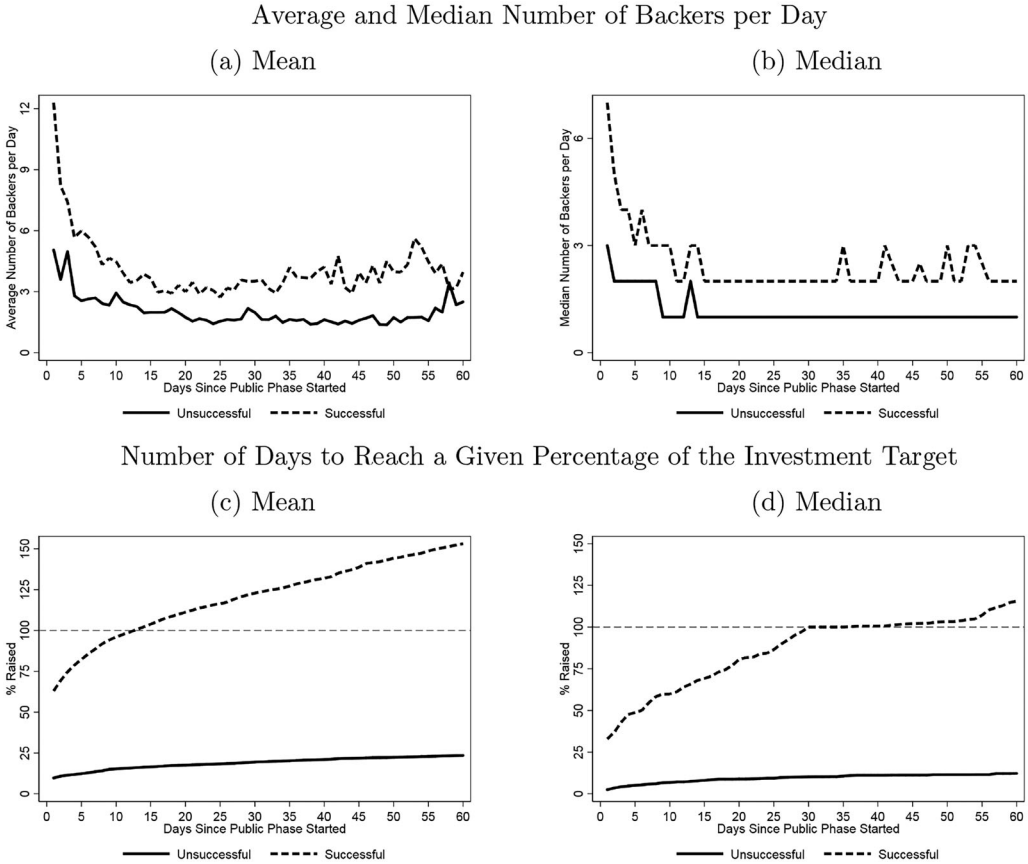 Average and Median Number of Backers per Day
(a) Mean
(b) Median
Average Number of Backers per Day
12
9
6
3
0
0 5 10 15 20 25 30 35 40 45 50 55 60
Days Since Public Phase Started
Unsuccessful Successful
Median Number of Backers per Day
6
3
0
0 5 10 15 20 25 30 35 40 45 50 55 60
Days Since Public Phase Started
Unsuccessful Successful
Number of Days to Reach a Given Percentage of the Investment Target
(c) Mean
(d) Median
% Raised
150
125
100
75
50
25
0
0 5 10 15 20 25 30 35 40 45 50 55 60
Days Since Public Phase Started
Unsuccessful Successful
% Raised
150
125
100
75
50
25
0
0 5 10 15 20 25 30 35 40 45 50 55 60
Days Since Public Phase Started
Unsuccessful Successful